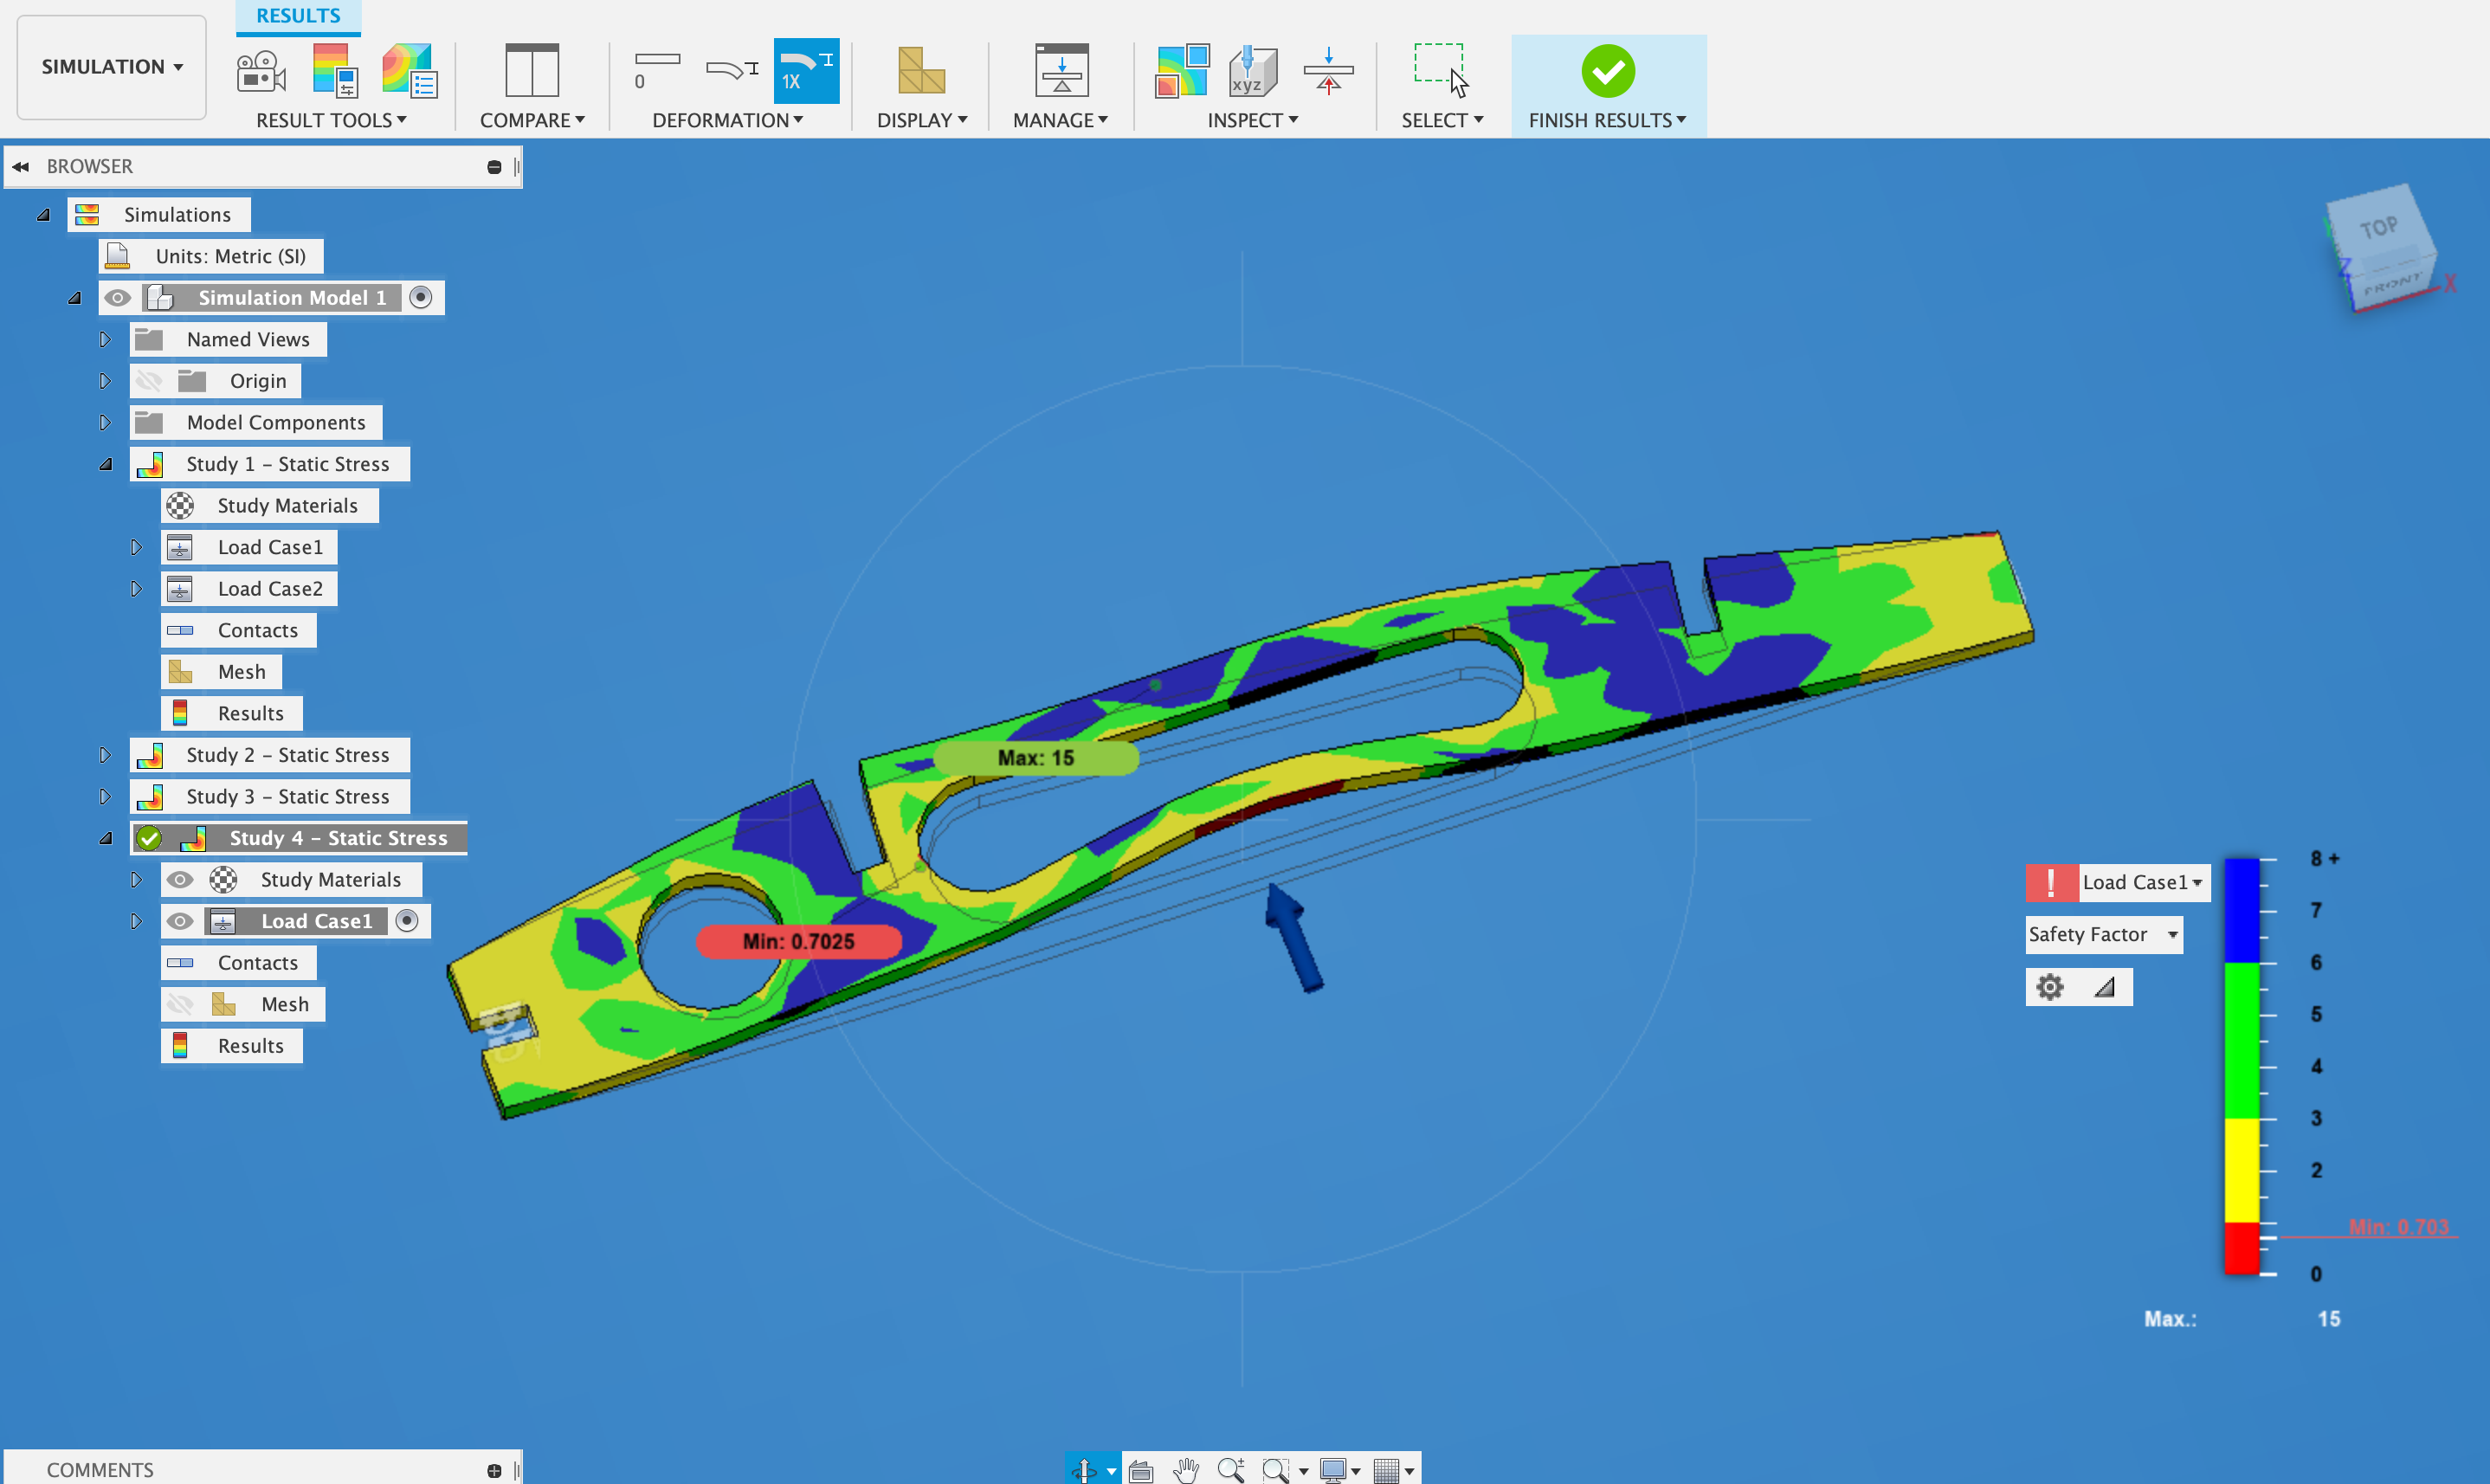 RESULTS
SIMULATION
0
1X
xyz
RESULT TOOLS
COMPARE
DEFORMATION
DISPLAY
MANAGE
INSPECT
SELECT
FINISH RESULTS
BROWSER
Simulations
Units: Metric (SI)
Simulation Model 1
Named Views
Origin
Model Components
Study 1 – Static Stress
Study Materials
Load Case1
Load Case2
Contacts
Mesh
Results
Study 2 – Static Stress
Study 3 – Static Stress
Study 4 – Static Stress
Study Materials
Load Case1
Contacts
Mesh
Results
TOP
FRONT
Z
X
Max: 15
Min: 0.7025
Load Case1
Safety Factor
8 +
7
6
5
4
3
2
Min: 0.703
0
Max.: 15
COMMENTS